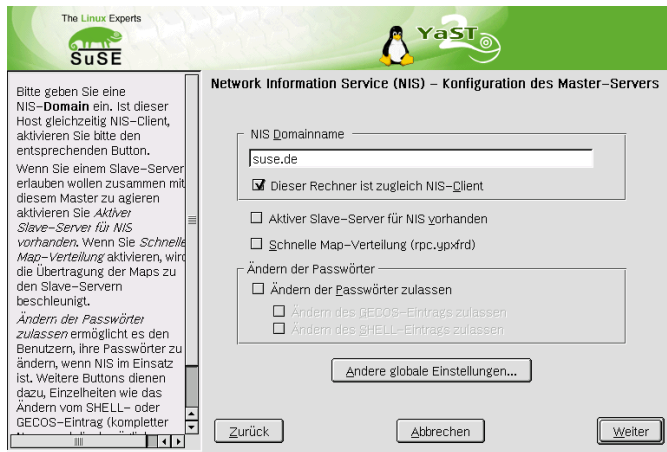 The Linux Experts
SuSE
YaST
2
Bitte geben Sie eine
NIS–Domain ein. Ist dieser
Host gleichzeitig NIS–Client,
aktivieren Sie bitte den
entsprechenden Button.
Wenn Sie einem Slave–Server
erlauben wollen zusammen mit
diesem Master zu agieren
aktivieren Sie Aktiver
Slave–Server für NIS
vorhanden. Wenn Sie Schnelle
Map–Verteilung aktivieren, wird
die Übertragung der Maps zu
den Slave–Servern
beschleunigt.
Ändern der Passwörter
zulassen ermöglicht es den
Benutzern, ihre Passwörter zu
ändern, wenn NIS im Einsatz
ist. Weitere Buttons dienen
dazu, Einzelheiten wie das
Ändern vom SHELL– oder
GECOS–Eintrag (kompletter
Network Information Service (NIS) – Konfiguration des Master–Servers
NIS Domainname
suse.de
Dieser Rechner ist zugleich NIS–Client
Aktiver Slave–Server für NIS vorhanden
Schnelle Map–Verteilung (rpc.ypxfrd)
Ändern der Passwörter
Ändern der Passwörter zulassen
Ändern des GECOS–Eintrags zulassen
Ändern des SHELL–Eintrags zulassen
Andere globale Einstellungen...
Zurück
Abbrechen
Weiter